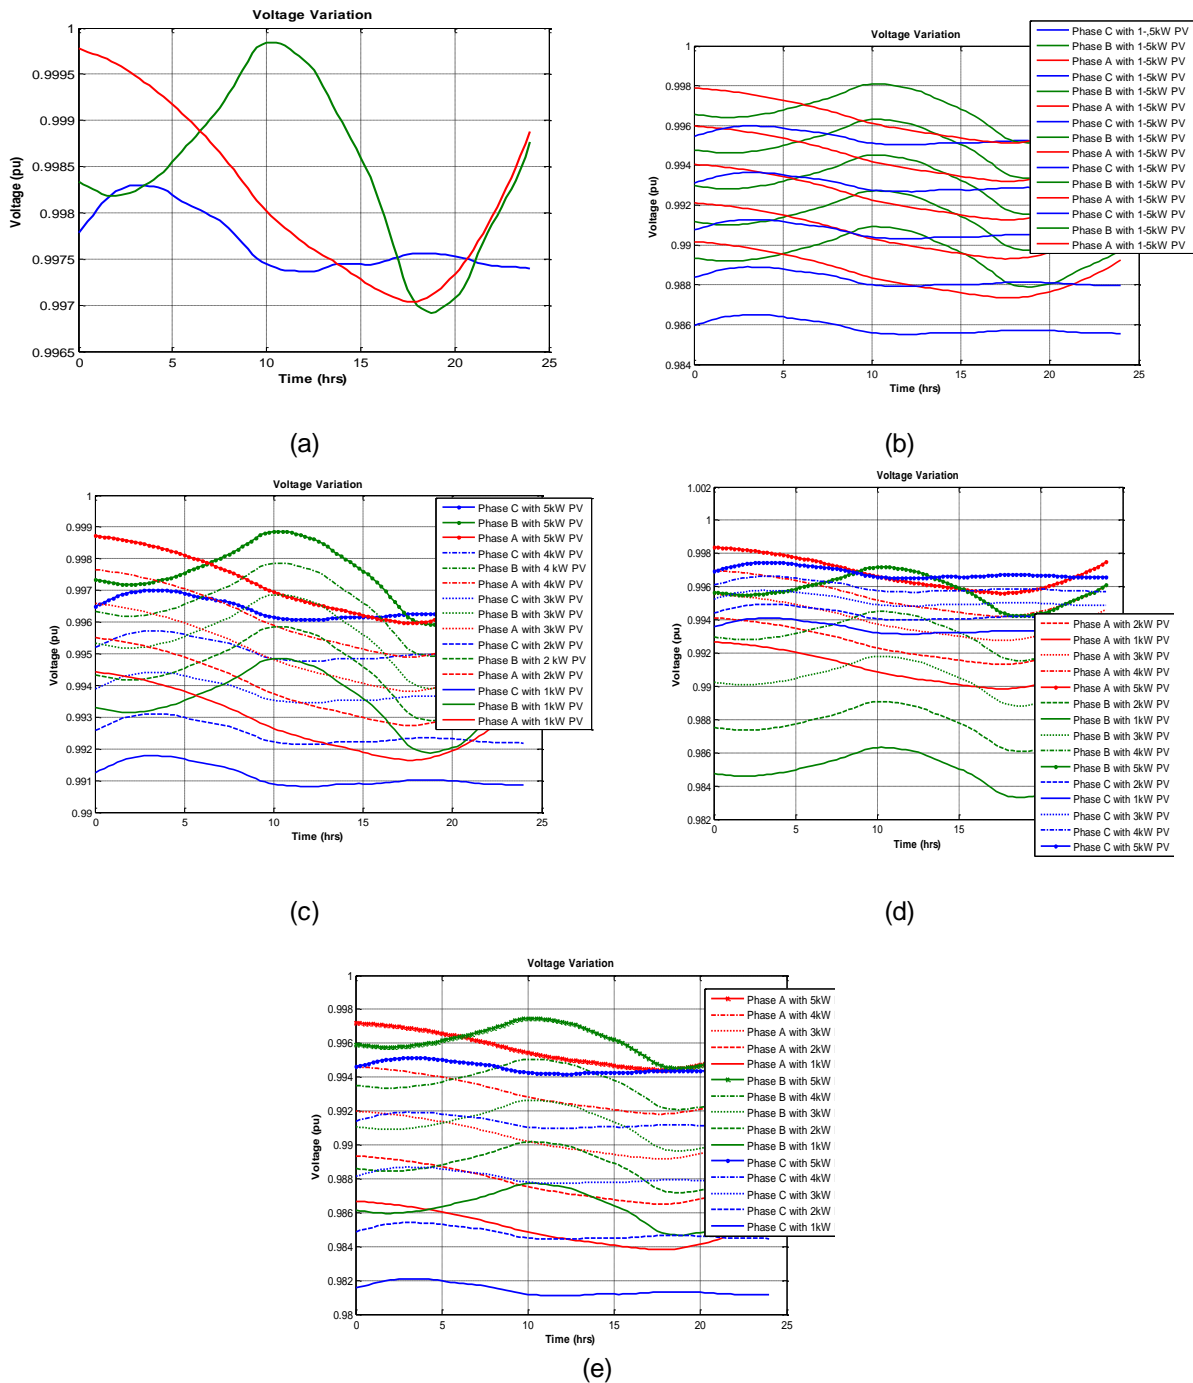 Voltage Variation
1
0.9995
0.999
0.9985
0.998
0.9975
0.997
0.9965
Voltage (pu)
0 5 10 15 20 25
Time (hrs)
(a)
Voltage Variation
1
0.998
0.996
0.994
0.992
0.99
0.988
0.986
0.984
Voltage (pu)
0 5 10 15 20 25
Time (hrs)
Phase C with 1-,5kW PV
Phase B with 1-5kW PV
Phase A with 1-5kW PV
Phase C with 1-5kW PV
Phase B with 1-5kW PV
Phase A with 1-5kW PV
Phase C with 1-5kW PV
Phase B with 1-5kW PV
Phase A with 1-5kW PV
Phase C with 1-5kW PV
Phase B with 1-5kW PV
Phase A with 1-5kW PV
Phase C with 1-5kW PV
Phase B with 1-5kW PV
Phase A with 1-5kW PV
(b)
Voltage Variation
1
0.999
0.998
0.997
0.996
0.995
0.994
0.993
0.992
0.991
0.99
Voltage (pu)
0 5 10 15 20 25
Time (hrs)
Phase C with 5kW PV
Phase B with 5kW PV
Phase A with 5kW PV
Phase C with 4kW PV
Phase B with 4 kW PV
Phase A with 4kW PV
Phase C with 3kW PV
Phase B with 3kW PV
Phase A with 3kW PV
Phase C with 2kW PV
Phase B with 2 kW PV
Phase A with 2kW PV
Phase C with 1kW PV
Phase B with 1kW PV
Phase A with 1kW PV
(c)
Voltage Variation
1.002
1
0.998
0.996
0.994
0.992
0.99
0.988
0.986
0.984
0.982
Voltage (pu)
0 5 10 15
Time (hrs)
Phase A with 2kW PV
Phase A with 1kW PV
Phase A with 3kW PV
Phase A with 4kW PV
Phase A with 5kW PV
Phase B with 2kW PV
Phase B with 1kW PV
Phase B with 3kW PV
Phase B with 4kW PV
Phase B with 5kW PV
Phase C with 2kW PV
Phase C with 1kW PV
Phase C with 3kW PV
Phase C with 4kW PV
Phase C with 5kW PV
(d)
Voltage Variation
1
0.998
0.996
0.994
0.992
0.99
0.988
0.986
0.984
0.982
0.98
Voltage (pu)
0 5 10 15 20 25
Time (hrs)
Phase A with 5kW
Phase A with 4kW
Phase A with 3kW
Phase A with 2kW
Phase A with 1kW
Phase B with 5kW
Phase B with 4kW
Phase B with 3kW
Phase B with 2kW
Phase B with 1kW
Phase C with 5kW
Phase C with 4kW
Phase C with 3kW
Phase C with 2kW
Phase C with 1kW
(e)